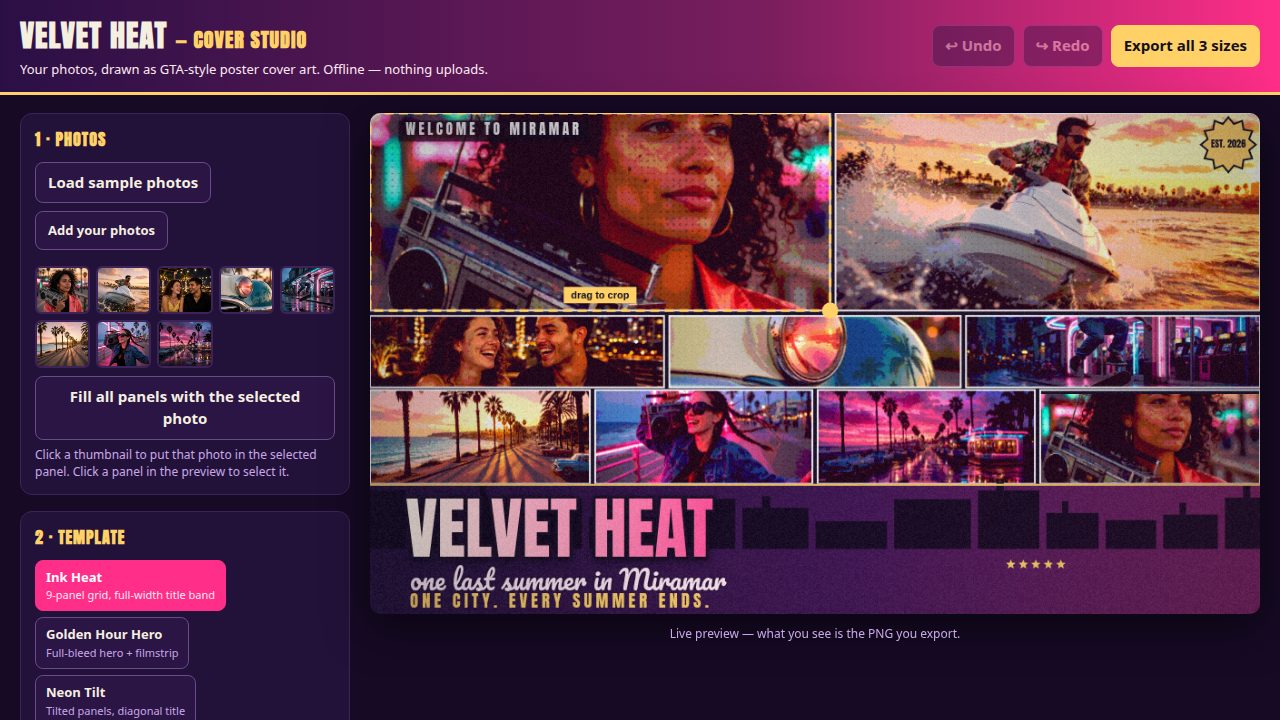 VELVET HEAT — COVER STUDIO
Your photos, drawn as GTA-style poster cover art. Offline — nothing uploads.
↩ Undo
↪ Redo
Export all 3 sizes
1 · PHOTOS
Load sample photos
Add your photos
Fill all panels with the selected
photo
Click a thumbnail to put that photo in the selected
panel. Click a panel in the preview to select it.
2 · TEMPLATE
Ink Heat
9-panel grid, full-width title band
Golden Hour Hero
Full-bleed hero + filmstrip
Neon Tilt
Tilted panels, diagonal title
WELCOME TO MIRAMAR
EST. 2026
drag to crop
VELVET HEAT
one last summer in Miramar
ONE CITY. EVERY SUMMER ENDS.
★★★★★
Live preview — what you see is the PNG you export.